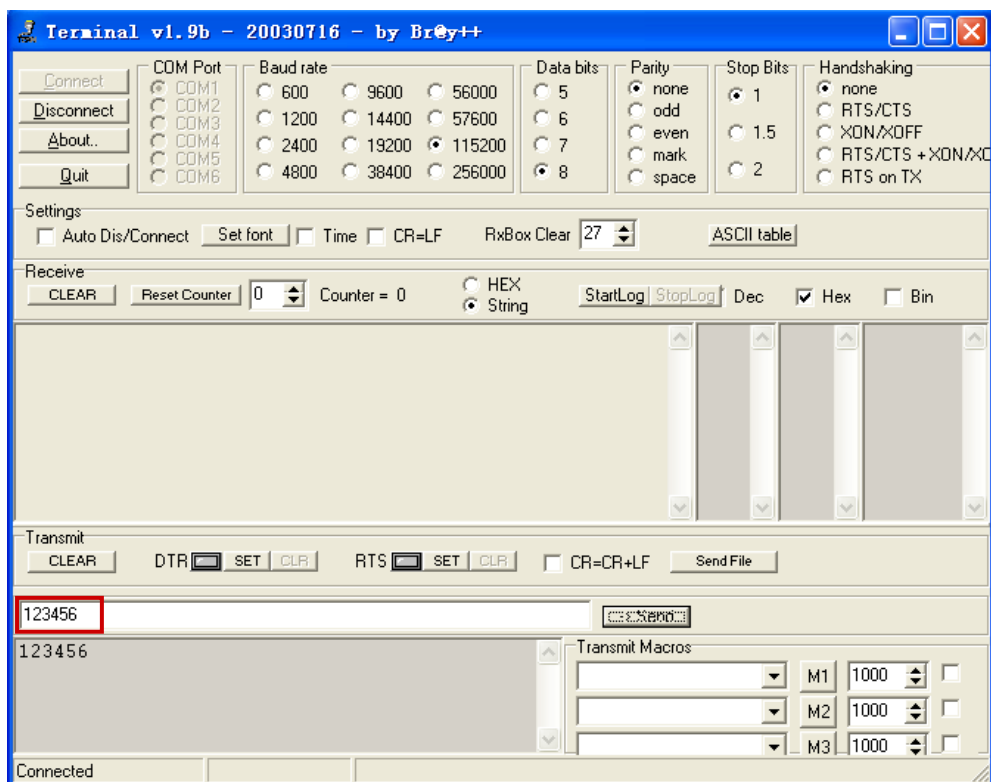 Terminal v1.9b - 20030716 - by Br@y++
Connect
Disconnect
About..
Quit
COM Port
COM1
COM2
COM3
COM4
COM5
COM6
Baud rate
600 9600 56000
1200 14400 57600
2400 19200 115200
4800 38400 256000
Data bits
5
6
7
8
Parity
none
odd
even
mark
space
Stop Bits
1
1.5
2
Handshaking
none
RTS/CTS
XON/XOFF
RTS/CTS +XON/XO
RTS on TX
Settings
Auto Dis/Connect Set font Time CR=LF RxBox Clear 27 ASCII table
Receive
CLEAR Reset Counter 0 Counter = 0 HEX String StartLog StopLog Dec Hex Bin
Transmit
CLEAR DTR SET CLR RTS SET CLR CR=CR+LF Send File
123456 Send
123456
Transmit Macros
M1 1000
M2 1000
M3 1000
Connected